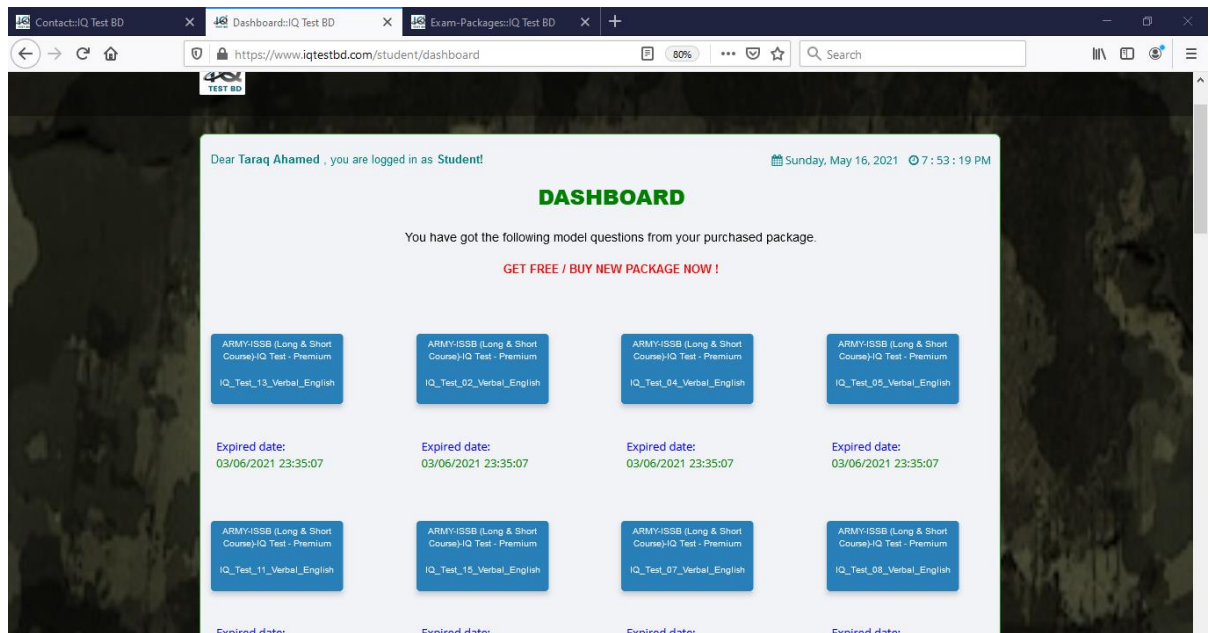 Contact::IQ Test BD
Dashboard::IQ Test BD
Exam-Packages::IQ Test BD
https://www.iqtestbd.com/student/dashboard
80%
Search
TEST BD
Dear Taraq Ahamed , you are logged in as Student!
Sunday, May 16, 2021 7 : 53 : 19 PM
DASHBOARD
You have got the following model questions from your purchased package.
GET FREE / BUY NEW PACKAGE NOW !
ARMY-ISSB (Long & Short
Course)-IQ Test - Premium
IQ_Test_13_Verbal_English
ARMY-ISSB (Long & Short
Course)-IQ Test - Premium
IQ_Test_02_Verbal_English
ARMY-ISSB (Long & Short
Course)-IQ Test - Premium
IQ_Test_04_Verbal_English
ARMY-ISSB (Long & Short
Course)-IQ Test - Premium
IQ_Test_05_Verbal_English
Expired date:
03/06/2021 23:35:07
Expired date:
03/06/2021 23:35:07
Expired date:
03/06/2021 23:35:07
Expired date:
03/06/2021 23:35:07
ARMY-ISSB (Long & Short
Course)-IQ Test - Premium
IQ_Test_11_Verbal_English
ARMY-ISSB (Long & Short
Course)-IQ Test - Premium
IQ_Test_15_Verbal_English
ARMY-ISSB (Long & Short
Course)-IQ Test - Premium
IQ_Test_07_Verbal_English
ARMY-ISSB (Long & Short
Course)-IQ Test - Premium
IQ_Test_08_Verbal_English
Expired date:
Expired date:
Expired date:
Expired date: